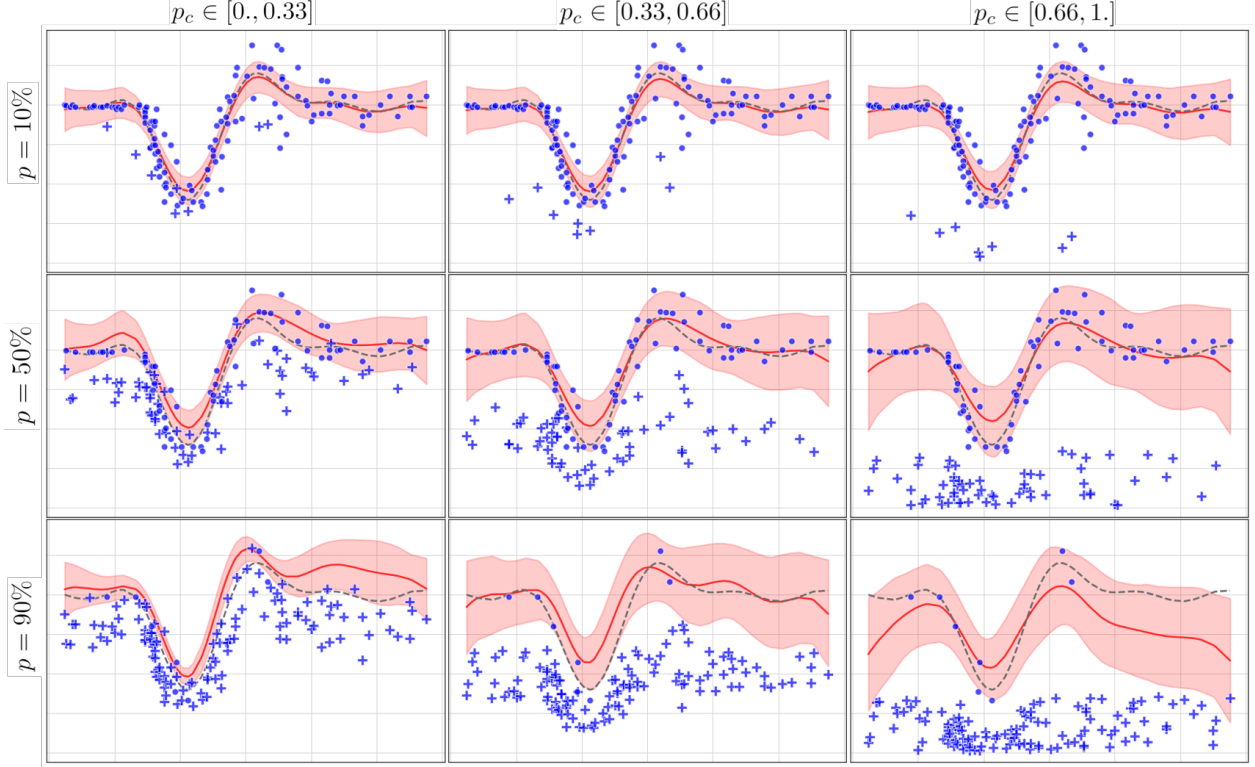 p_c ∈ [0., 0.33]
p_c ∈ [0.33, 0.66]
p_c ∈ [0.66, 1.]
p = 10%
p = 50%
p = 90%